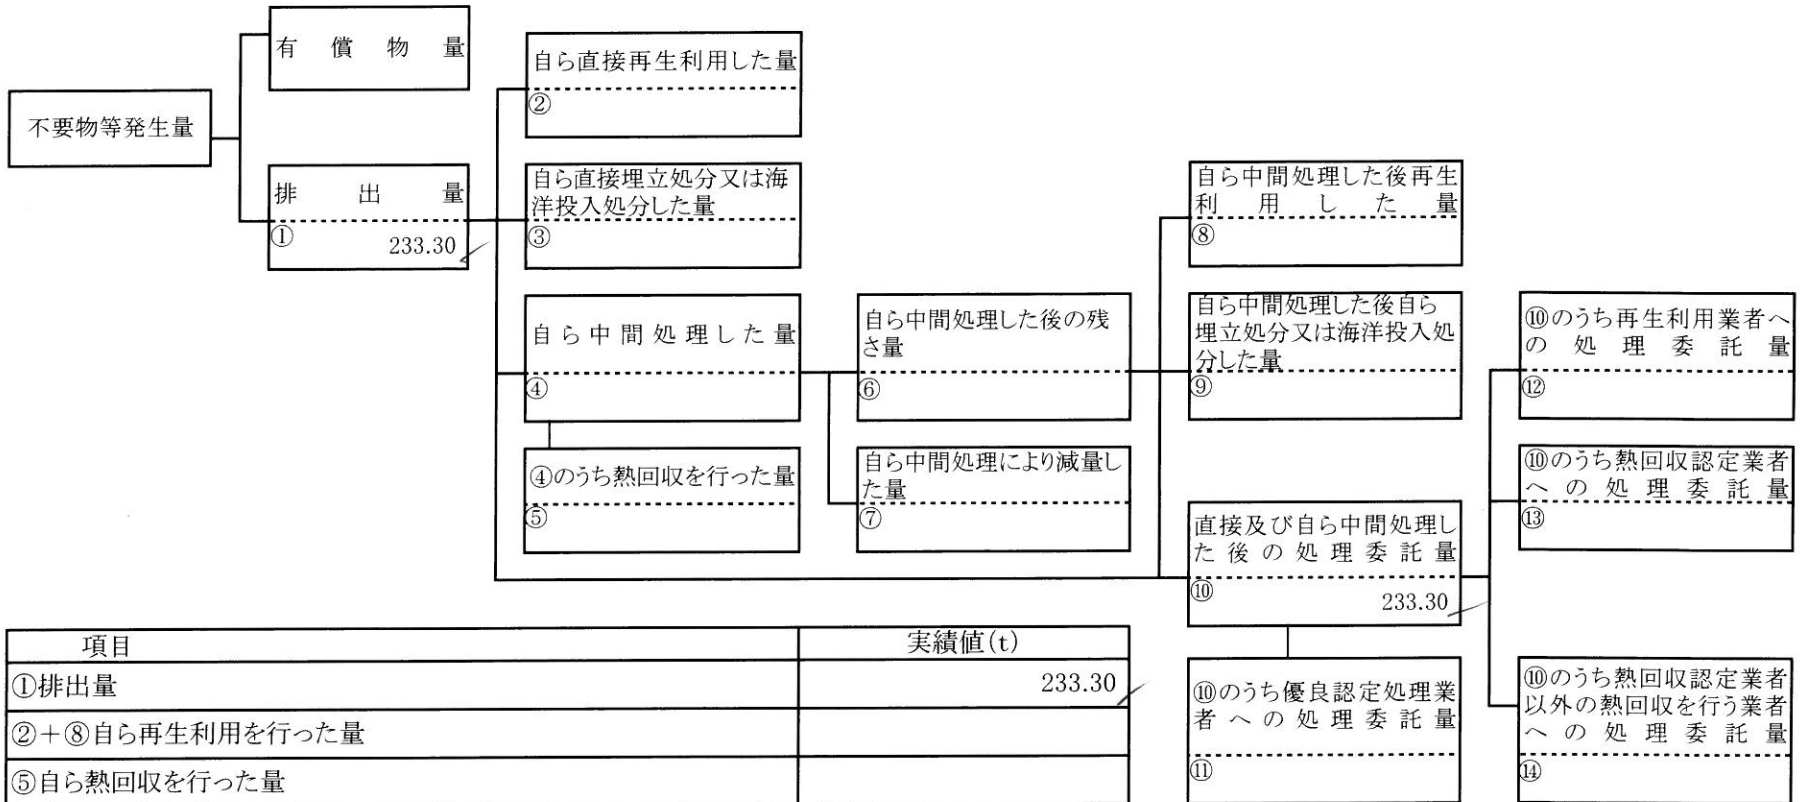 有償物量
不要物等発生量
排出量
①
233.30
自ら直接再生利用した量
②
自ら直接埋立処分又は海
洋投入処分した量
③
自ら中間処理した量
④
④のうち熱回収を行った量
⑤
自ら中間処理した後の残
さ量
⑥
自ら中間処理により減量し
た量
⑦
自ら中間処理した後再生
利用した量
⑧
自ら中間処理した後自ら
埋立処分又は海洋投入処
分した量
⑨
直接及び自ら中間処理し
た後の処理委託量
⑩
233.30
⑩のうち優良認定処理業
者への処理委託量
⑪
⑩のうち再生利用業者へ
の処理委託量
⑫
⑩のうち熱回収認定業者
への処理委託量
⑬
⑩のうち熱回収認定業者
以外の熱回収を行う業者
への処理委託量
⑭
項目 実績値(t)
①排出量 233.30
②+⑧自ら再生利用を行った量
⑤自ら熱回収を行った量